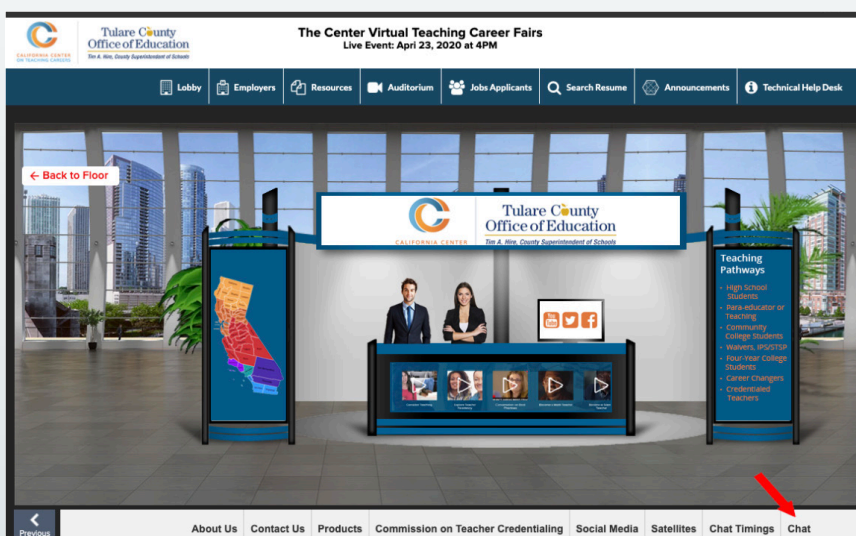 CALIFORNIA CENTER
ON TEACHING CAREERS
Tulare County
Office of Education
Tim A. Hire, County Superintendent of Schools
The Center Virtual Teaching Career Fairs
Live Event: Apri 23, 2020 at 4PM
Lobby
Employers
Resources
Auditorium
Jobs Applicants
Search Resume
Announcements
Technical Help Desk
← Back to Floor
CALIFORNIA CENTER
Tulare County
Office of Education
Tim A. Hire, County Superintendent of Schools
You
Tube
Teaching
Pathways
- High School
Students
- Para-educator or
Teaching
- Community
College Students
- Waivers, IPS/STSP
- Four-Year College
Students
- Career Changers
- Credentialed
Teachers
Previous
About Us
Contact Us
Products
Commission on Teacher Credentialing
Social Media
Satellites
Chat Timings
Chat